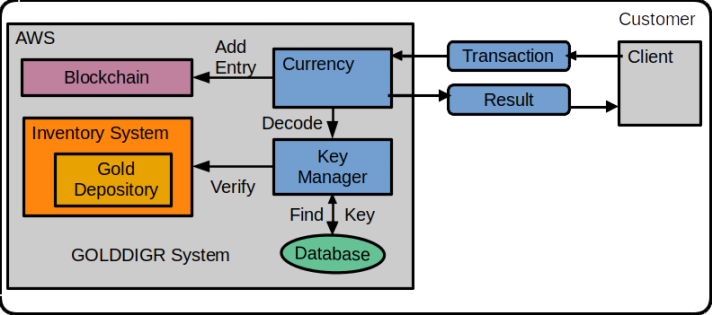 Customer
AWS
Add
Entry
Blockchain
Currency
Transaction
Client
Result
Decode
Inventory System
Gold
Depository
Key
Manager
Verify
Find Key
GOLDDIGR System
Database